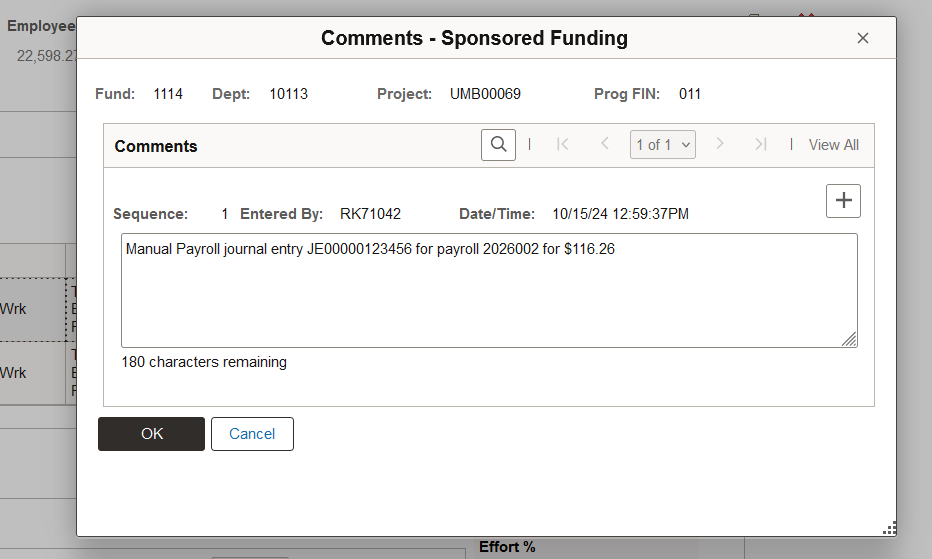 Employee
22,598.27
Comments - Sponsored Funding
Fund: 1114 Dept: 10113 Project: UMB00069 Prog FIN: 011
Comments 1 of 1 View All
Sequence: 1 Entered By: RK71042 Date/Time: 10/15/24 12:59:37PM
Manual Payroll journal entry JE00000123456 for payroll 2026002 for $116.26
180 characters remaining
Wrk
Wrk
OK Cancel
Effort %